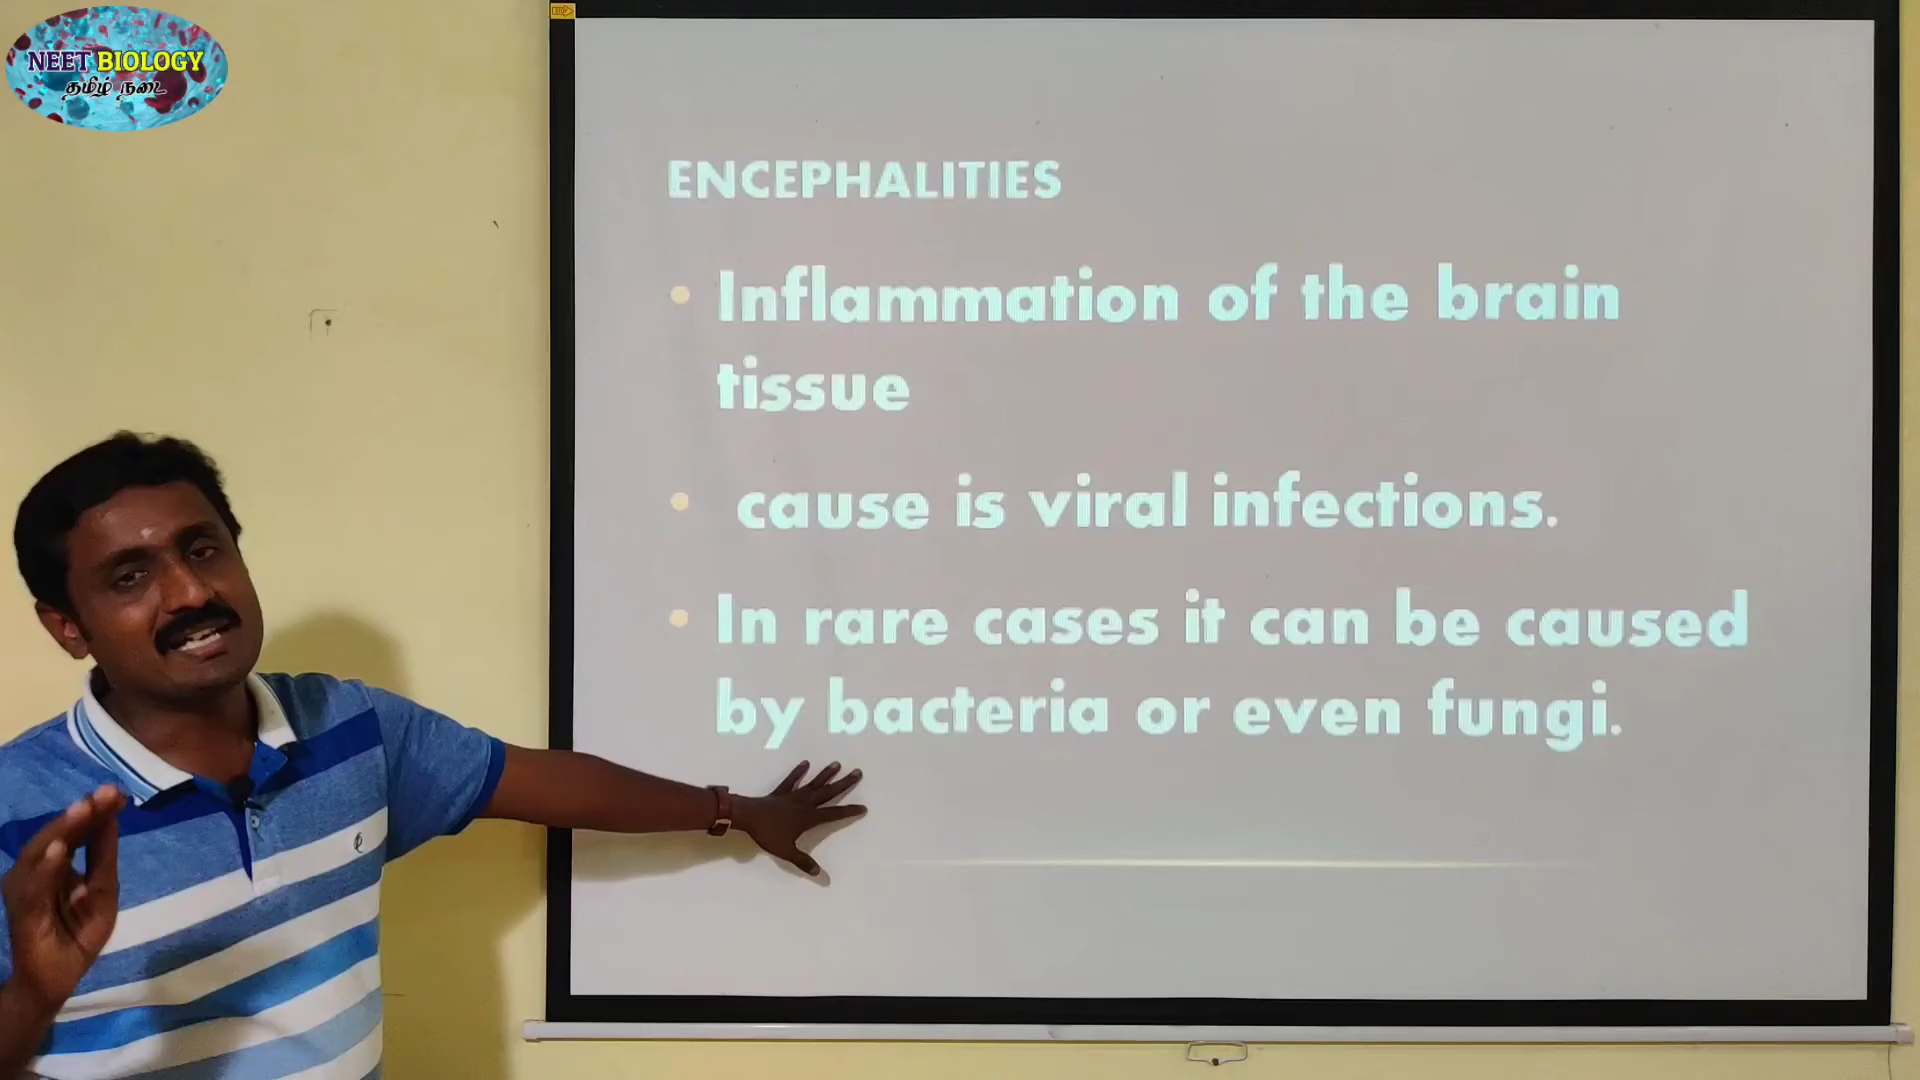 NEET BIOLOGY
தமிழ் நடை
STOP
ENCEPHALITIES
• Inflammation of the brain
tissue
• cause is viral infections.
• In rare cases it can be caused
by bacteria or even fungi.